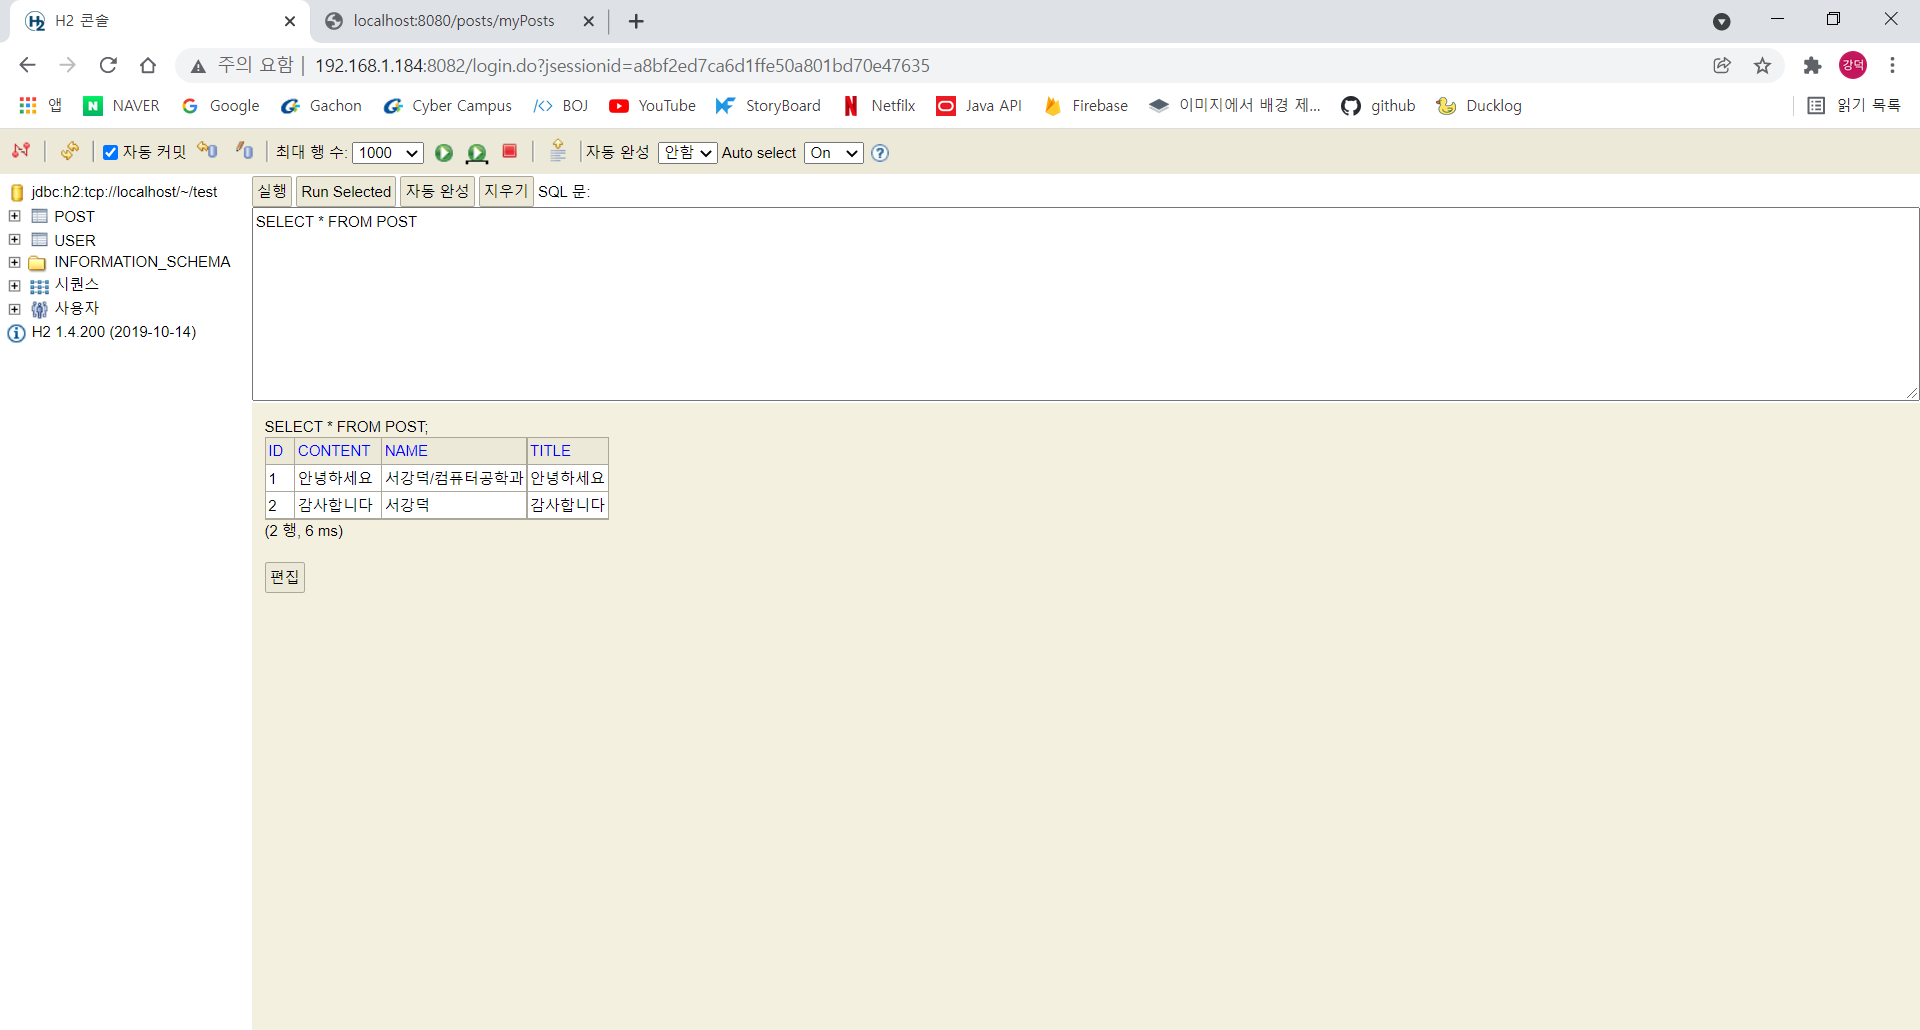 H2 콘솔
localhost:8080/posts/myPosts
주의 요함 | 192.168.1.184:8082/login.do?jsessionid=a8bf2ed7ca6d1ffe50a801bd70e47635
강덕
앱 NAVER Google Gachon Cyber Campus BOJ YouTube StoryBoard Netfilx Java API Firebase 이미지에서 배경 제... github Ducklog 읽기 목록
자동 커밋 최대 행 수: 1000 자동 완성 안함 Auto select On
jdbc:h2:tcp://localhost/~/test
POST
USER
INFORMATION_SCHEMA
시퀀스
사용자
H2 1.4.200 (2019-10-14)
실행 Run Selected 자동 완성 지우기 SQL 문:
SELECT * FROM POST
SELECT * FROM POST;
ID CONTENT NAME TITLE
1 안녕하세요 서강덕/컴퓨터공학과 안녕하세요
2 감사합니다 서강덕 감사합니다
(2 행, 6 ms)
편집